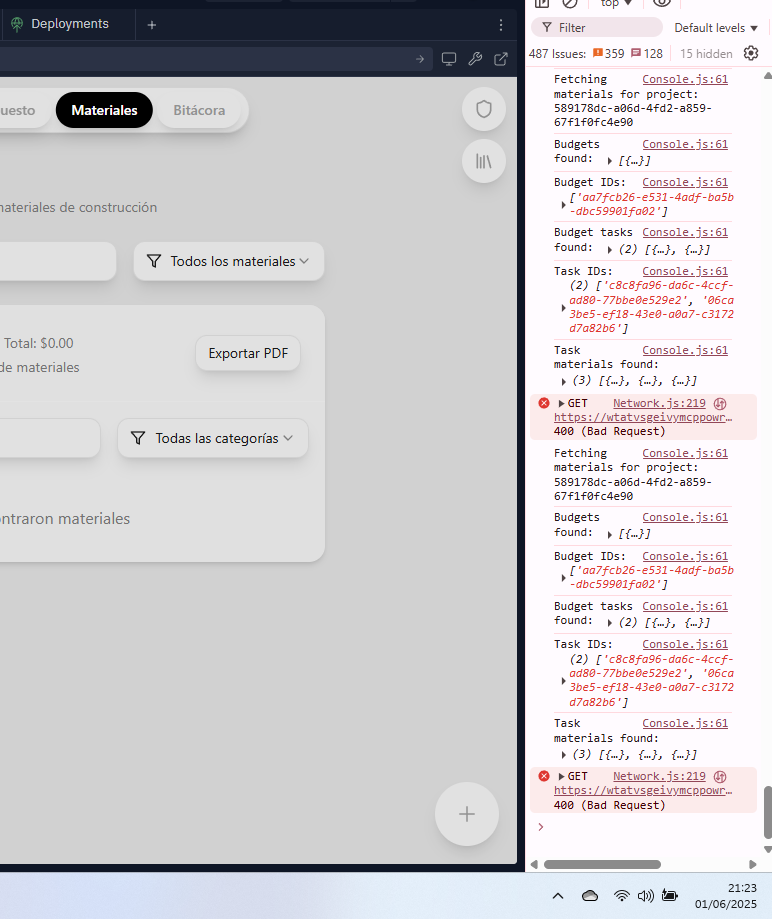 top
Deployments
Filter
Default levels
487 Issues: 359 128
15 hidden
uesto
Materiales
Bitácora
materiales de construcción
Todos los materiales
Total: $0.00
de materiales
Exportar PDF
Todas las categorías
ntraron materiales
Fetching Console.js:61
materials for project:
589178dc-a06d-4fd2-a859-
67f1f0fc4e90
Budgets Console.js:61
found: [{…}]
Budget IDs: Console.js:61
['aa7fcb26-e531-4adf-ba5b
-dbc59901fa02']
Budget tasks Console.js:61
found: (2) [{…}, {…}]
Task IDs: Console.js:61
(2) ['c8c8fa96-da6c-4ccf-
ad80-77bbe0e529e2', '06ca
3be5-ef18-43e0-a0a7-c3172
d7a82b6']
Task Console.js:61
materials found:
(3) [{…}, {…}, {…}]
GET Network.js:219
https://wtatvsgeivymcppowr…
400 (Bad Request)
Fetching Console.js:61
materials for project:
589178dc-a06d-4fd2-a859-
67f1f0fc4e90
Budgets Console.js:61
found: [{…}]
Budget IDs: Console.js:61
['aa7fcb26-e531-4adf-ba5b
-dbc59901fa02']
Budget tasks Console.js:61
found: (2) [{…}, {…}]
Task IDs: Console.js:61
(2) ['c8c8fa96-da6c-4ccf-
ad80-77bbe0e529e2', '06ca
3be5-ef18-43e0-a0a7-c3172
d7a82b6']
Task Console.js:61
materials found:
(3) [{…}, {…}, {…}]
GET Network.js:219
https://wtatvsgeivymcppowr…
400 (Bad Request)
21:23
01/06/2025